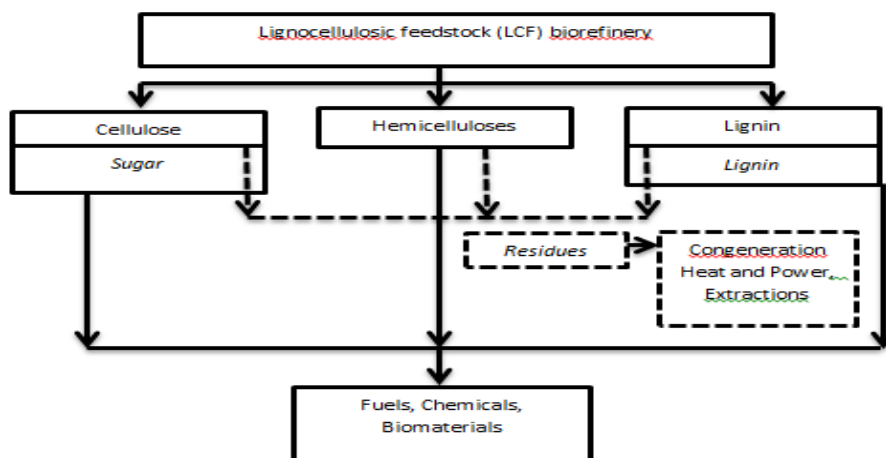 Lignocellulosic feedstock (LCF) biorefinery
Cellulose
Sugar
Hemicelluloses
Lignin
Lignin
Residues
Congeneration
Heat and Power,
Extractions
Fuels, Chemicals,
Biomaterials